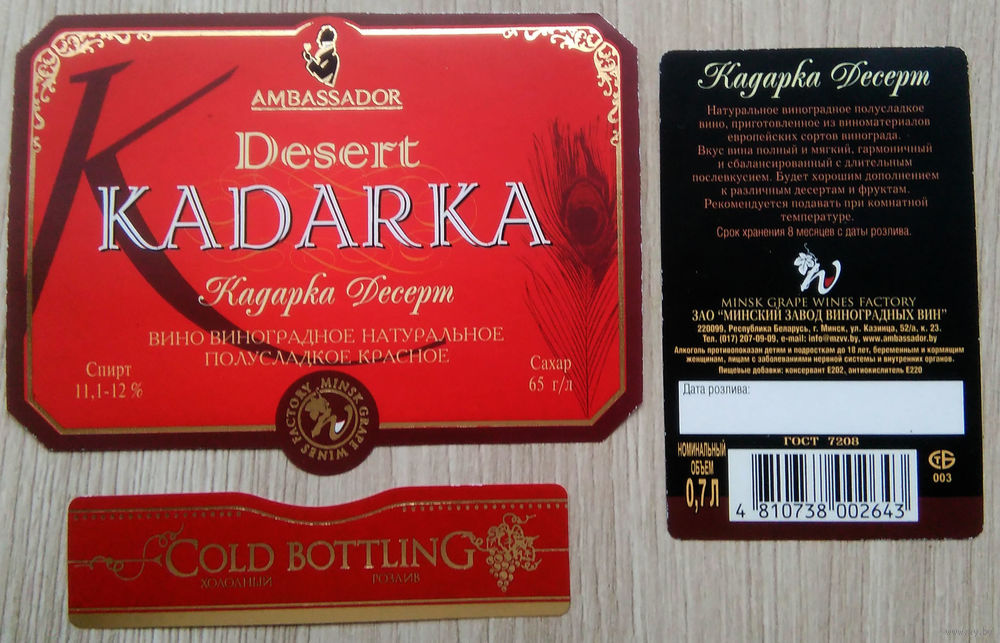 AMBASSADOR
Desert
KADARKA
Кадарка Десерт
ВИНО ВИНОГРАДНОЕ НАТУРАЛЬНОЕ
ПОЛУСЛАДКОЕ КРАСНОЕ
Спирт
11,1-12 %
Сахар
65 г/л
MINSK GRAPE WINES FACTORY
COLD BOTTLING
ХОЛОДНЫЙ РОЗЛИВ
Кадарка Десерт
Натуральное виноградное полусладкое
вино, приготовленное из виноматериалов
европейских сортов винограда.
Вкус вина полный и мягкий, гармоничный
и сбалансированный с длительным
послевкусием. Будет хорошим дополнением
к различным десертам и фруктам.
Рекомендуется подавать при комнатной
температуре.
Срок хранения 8 месяцев с даты розлива.
MINSK GRAPE WINES FACTORY
ЗАО "МИНСКИЙ ЗАВОД ВИНОГРАДНЫХ ВИН"
220099, Республика Беларусь, г. Минск, ул. Казинца, 52/а, к. 23.
Тел. (017) 207-09-09, e-mail: info@mzvv.by, www.ambassador.by
Алкоголь противопоказан детям и подросткам до 18 лет, беременным и кормящим
женщинам, лицам с заболеваниями нервной системы и внутренних органов.
Пищевые добавки: консервант Е202, антиокислитель Е220
Дата розлива:
ГОСТ 7208
НОМИНАЛЬНЫЙ
ОБЪЕМ
0,7 Л
СТБ
003
4 810738 002643